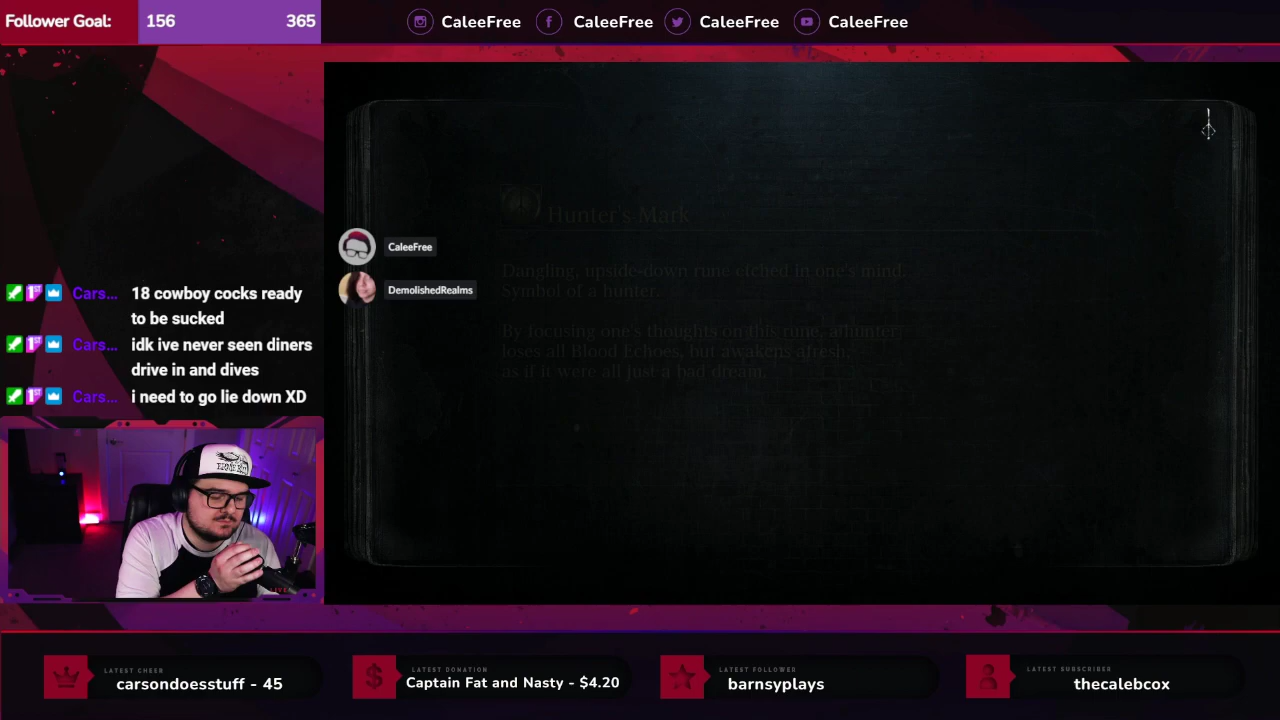 Follower Goal: 156 365
CaleeFree CaleeFree CaleeFree CaleeFree
Hunter's Mark
CaleeFree
Dangling, upside-down rune etched in one's mind.
Symbol of a hunter.
DemolishedRealms
By focusing one's thoughts on this rune, a hunter
loses all Blood Echoes, but awakens afresh,
as if it were all just a bad dream.
Cars... 18 cowboy cocks ready
to be sucked
Cars... idk ive never seen diners
drive in and dives
Cars... i need to go lie down XD
LATEST CHEER
carsondoesstuff - 45
LATEST DONATION
Captain Fat and Nasty - $4.20
LATEST FOLLOWER
barnsyplays
LATEST SUBSCRIBER
thecalebcox